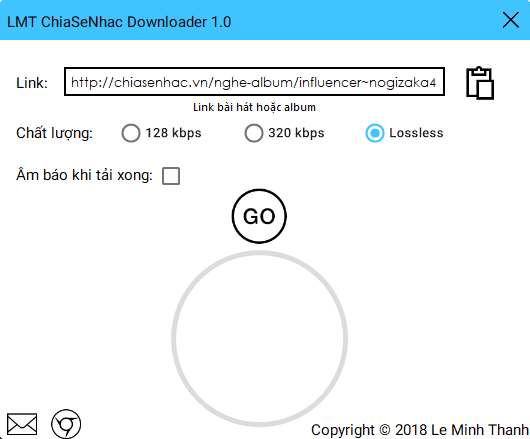 LMT ChiaSeNhac Downloader 1.0
Link: http://chiasenhac.vn/nghe-album/influencer~nogizaka4
Link bài hát hoặc album
Chất lượng: 128 kbps 320 kbps Lossless
Âm báo khi tải xong:
GO
Copyright © 2018 Le Minh Thanh